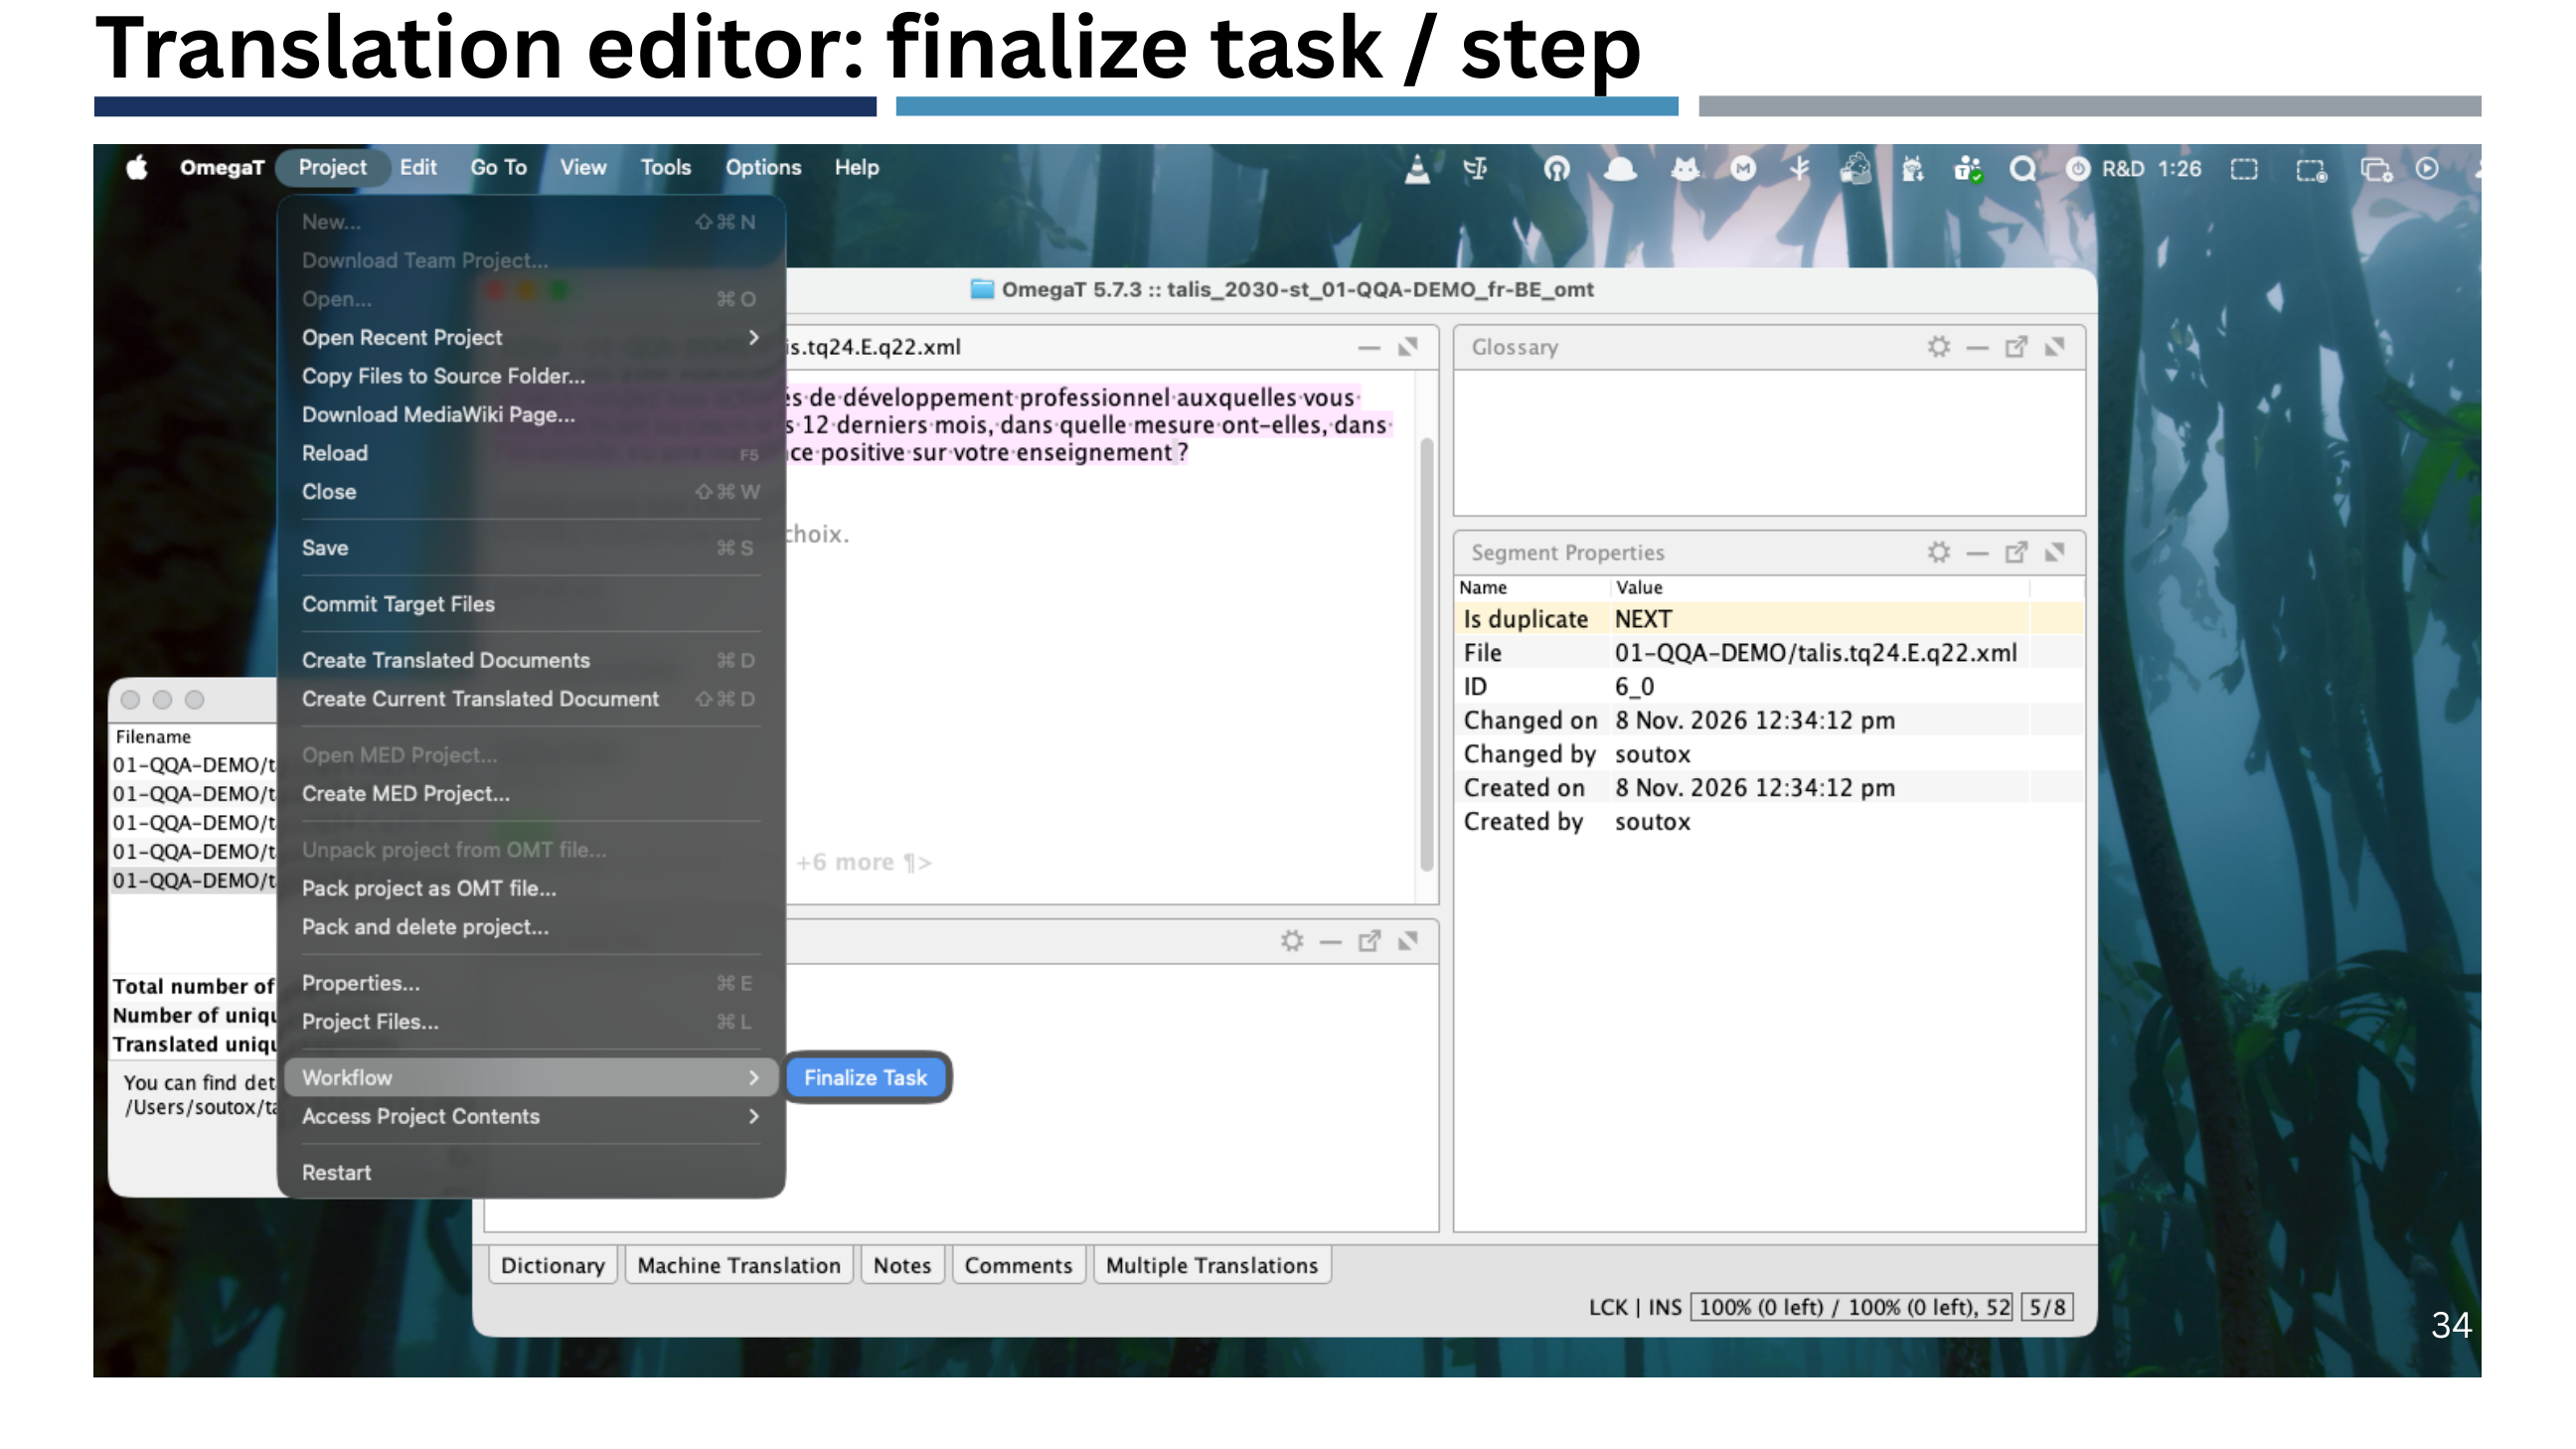 Translation editor: finalize task / step
OmegaT Project Edit Go To View Tools Options Help
R&D 1:26
New... ⇧⌘N
Download Team Project...
Open... ⌘O
Open Recent Project
Copy Files to Source Folder...
Download MediaWiki Page...
Reload F5
Close ⇧⌘W
Save ⌘S
Commit Target Files
Create Translated Documents ⌘D
Create Current Translated Document ⇧⌘D
Open MED Project...
Create MED Project...
Unpack project from OMT file...
Pack project as OMT file...
Pack and delete project...
Properties... ⌘E
Project Files... ⌘L
Workflow
Finalize Task
Access Project Contents
Restart
OmegaT 5.7.3 :: talis_2030-st_01-QQA-DEMO_fr-BE_omt
is.tq24.E.q22.xml
és·de·développement·professionnel·auxquelles·vous·
s·12·derniers·mois,·dans·quelle·mesure·ont-elles,·dans·
ce·positive·sur·votre·enseignement ?
choix.
+6 more ¶>
Glossary
Segment Properties
Name Value
Is duplicate NEXT
File 01-QQA-DEMO/talis.tq24.E.q22.xml
ID 6_0
Changed on 8 Nov. 2026 12:34:12 pm
Changed by soutox
Created on 8 Nov. 2026 12:34:12 pm
Created by soutox
Filename
01-QQA-DEMO/t
01-QQA-DEMO/t
01-QQA-DEMO/t
01-QQA-DEMO/t
01-QQA-DEMO/t
Total number of
Number of uniqu
Translated uniqu
You can find det
/Users/soutox/ta
Dictionary Machine Translation Notes Comments Multiple Translations
LCK | INS 100% (0 left) / 100% (0 left), 52 5/8
34